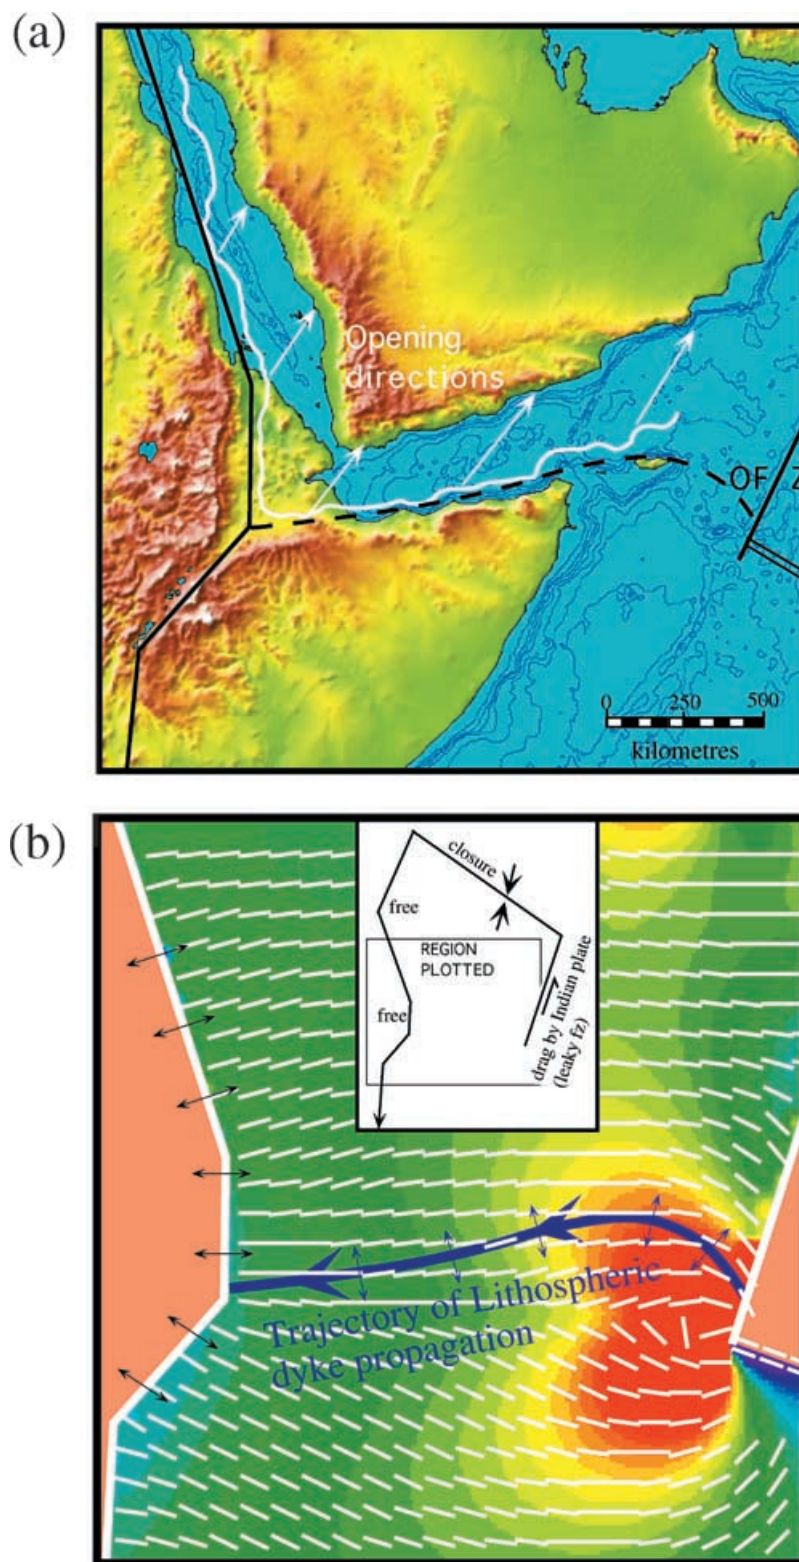 (a)
Opening
directions
OF Z
0 250 500
kilometres
(b)
closure
free
REGION
PLOTTED
free
drag by Indian plate
(leaky fz)
Trajectory of Lithospheric
dyke propagation